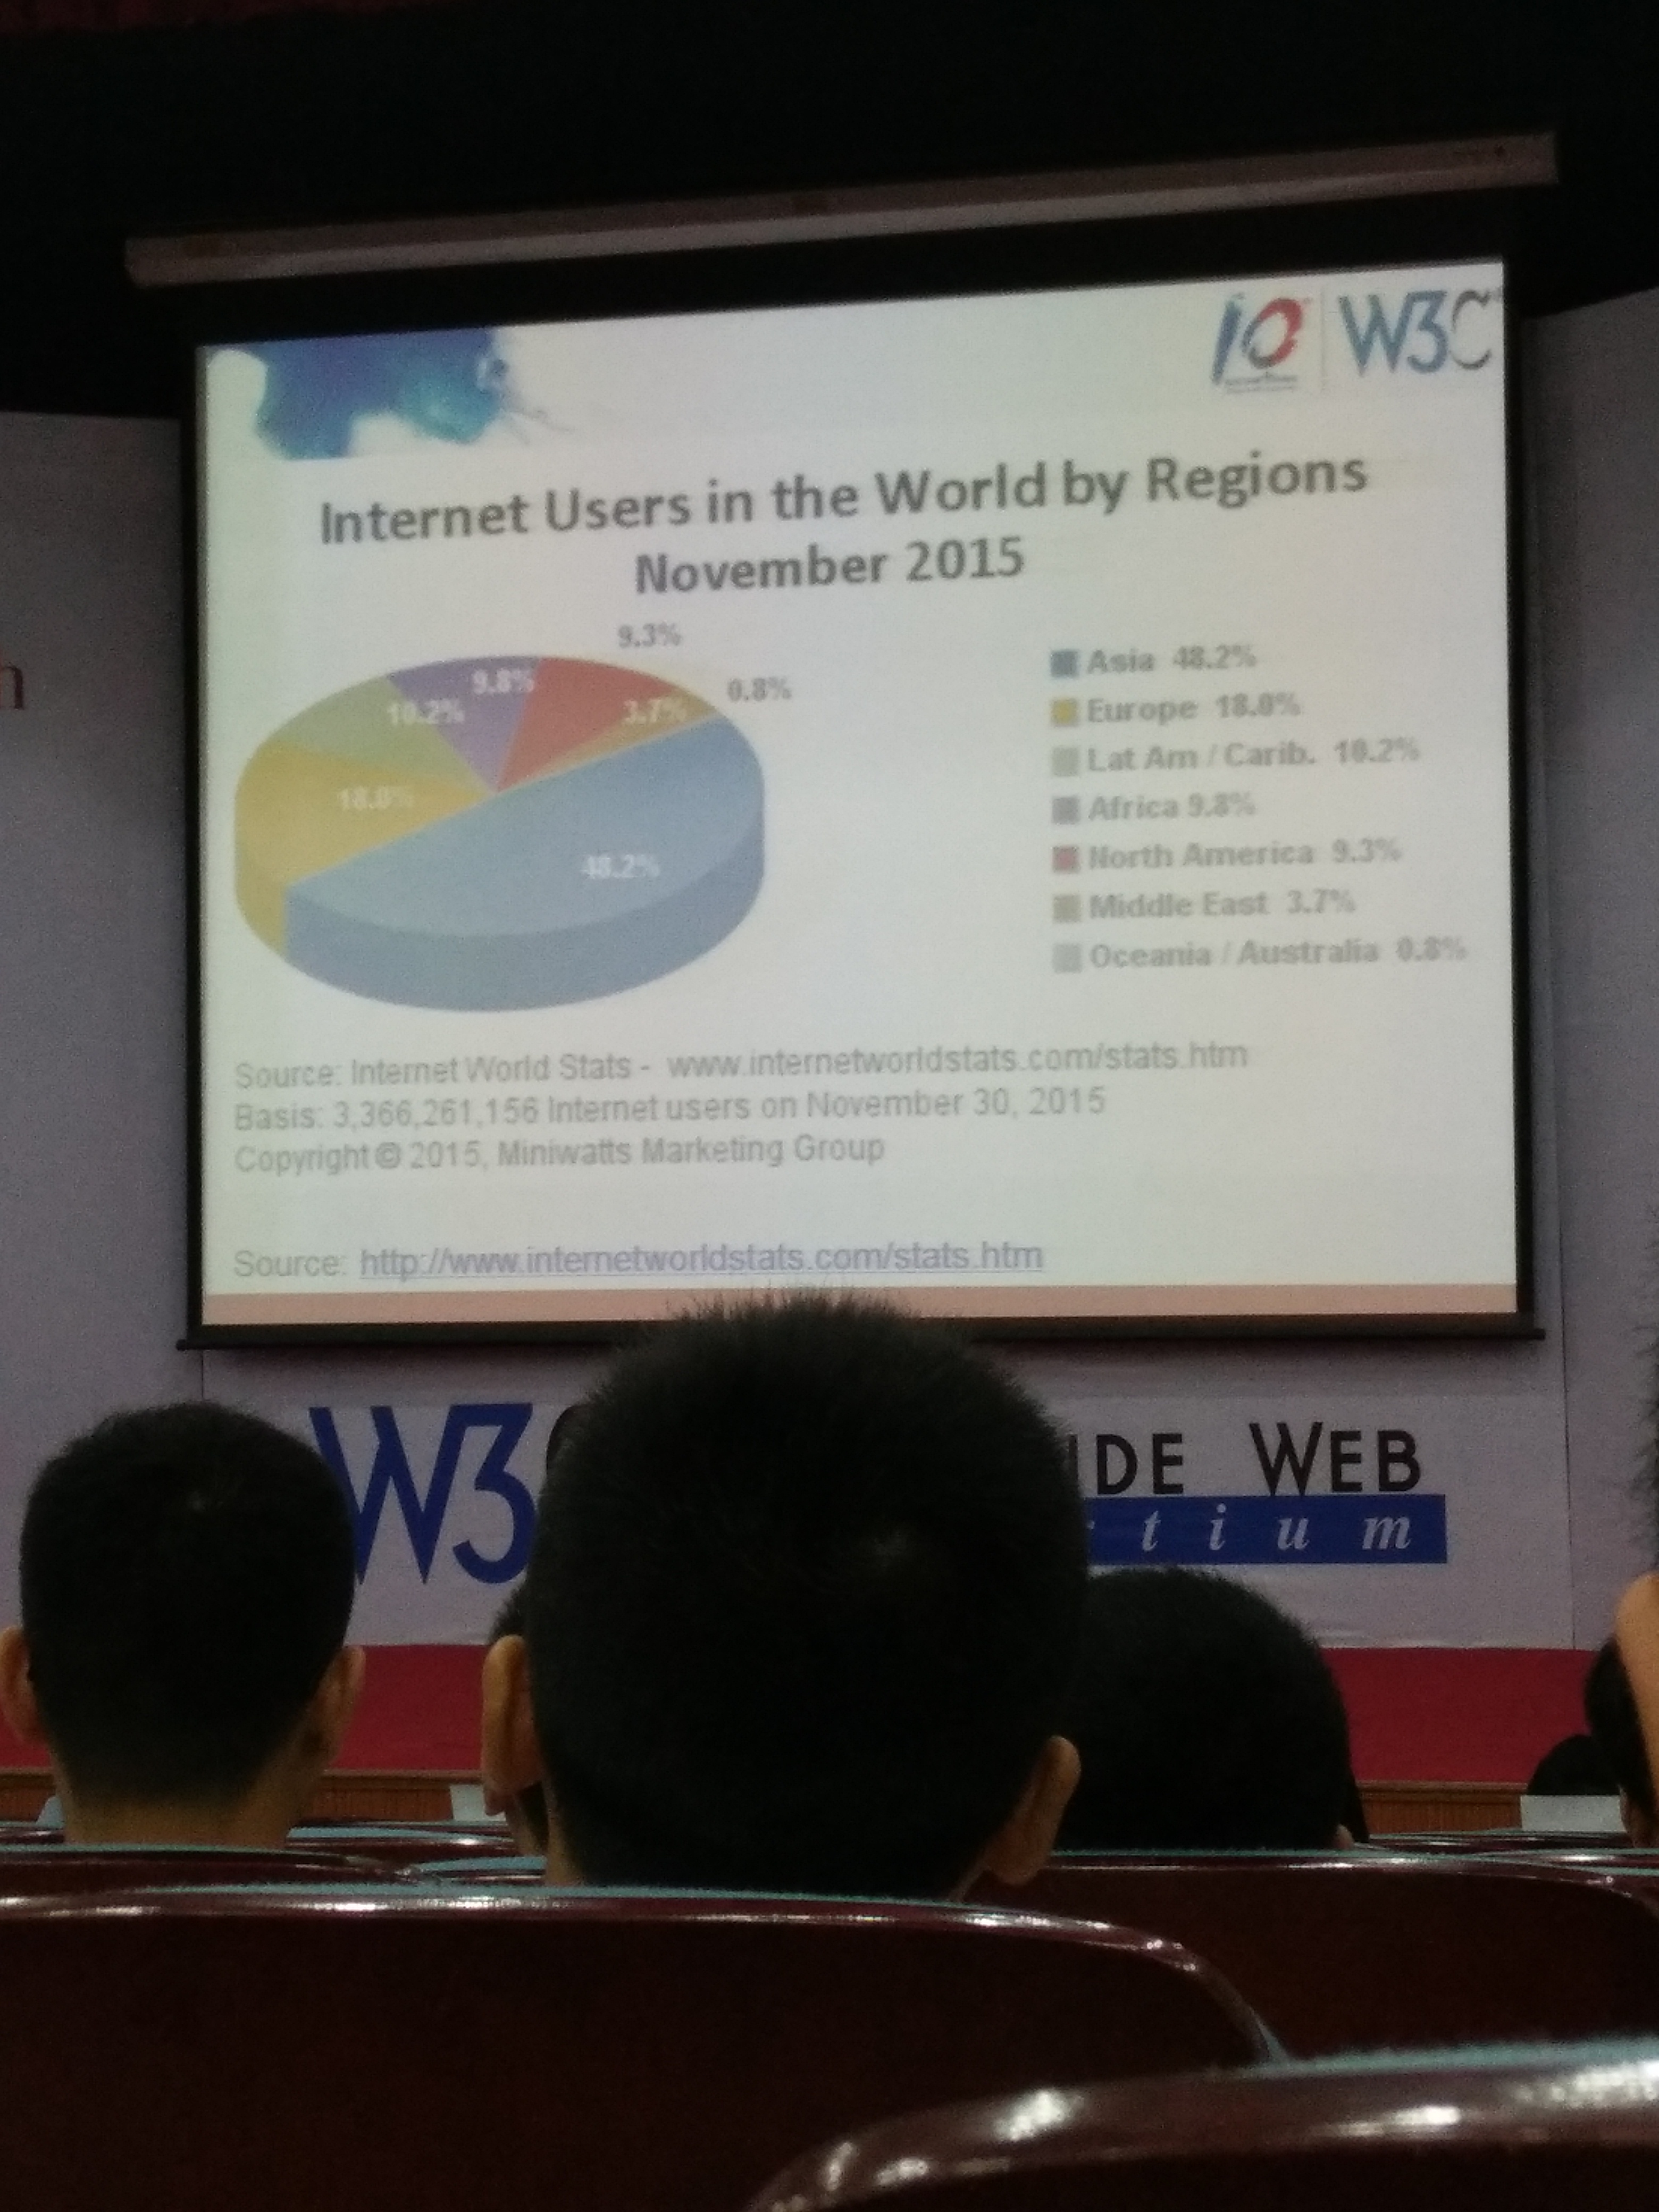 10 W3C
Internet Users in the World by Regions
November 2015
9.3%
9.8%
0.8%
10.2%
3.7%
18.0%
48.2%
Asia 48.2%
Europe 18.0%
Lat Am / Carib. 10.2%
Africa 9.8%
North America 9.3%
Middle East 3.7%
Oceania / Australia 0.8%
Source: Internet World Stats - www.internetworldstats.com/stats.htm
Basis: 3,366,261,156 Internet users on November 30, 2015
Copyright © 2015, Miniwatts Marketing Group
Source: http://www.internetworldstats.com/stats.htm
W3
IDE WEB
tium